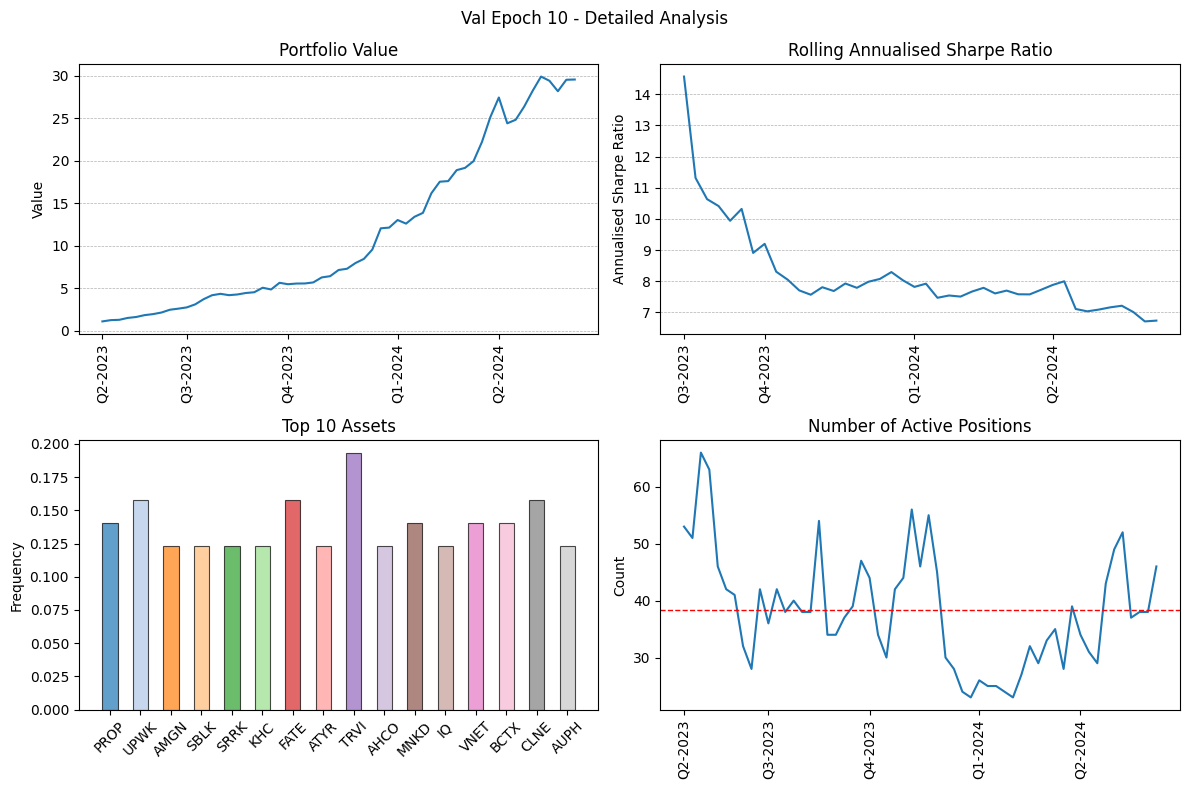 Val Epoch 10 - Detailed Analysis
Portfolio Value
Value
30
25
20
15
10
5
0
Q2-2023
Q3-2023
Q4-2023
Q1-2024
Q2-2024
Rolling Annualised Sharpe Ratio
Annualised Sharpe Ratio
14
13
12
11
10
9
8
7
Q3-2023
Q4-2023
Q1-2024
Q2-2024
Top 10 Assets
Frequency
0.200
0.175
0.150
0.125
0.100
0.075
0.050
0.025
0.000
PROP
UPWK
AMGN
SBLK
SRRK
KHC
FATE
ATYR
TRVI
AHCO
MNKD
IQ
VNET
BCTX
CLNE
AUPH
Number of Active Positions
Count
60
50
40
30
Q2-2023
Q3-2023
Q4-2023
Q1-2024
Q2-2024